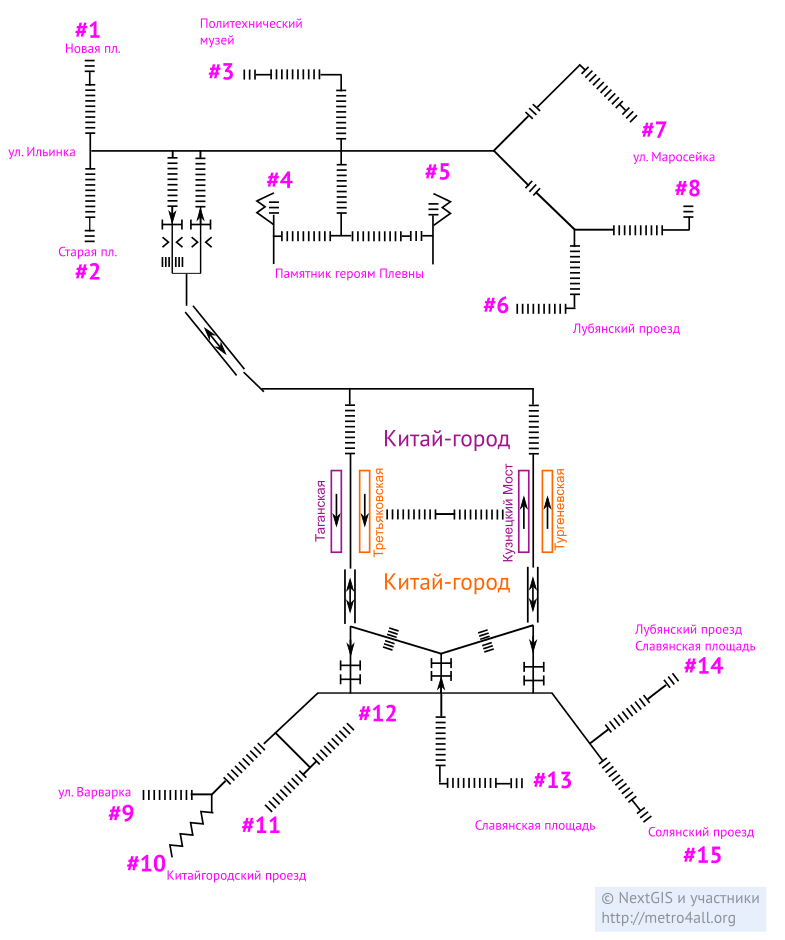 #1
Новая пл.
Политехнический
музей
#3
#7
ул. Маросейка
ул. Ильинка
#4
#5
#8
Старая пл.
#2
Памятник героям Плевны
#6
Лубянский проезд
Китай-город
Таганская
Третьяковская
Кузнецкий Мост
Тургеневская
Китай-город
Лубянский проезд
Славянская площадь
#14
#12
#13
ул. Варварка
#9
#11
Славянская площадь
Солянский проезд
#15
#10
Китайгородский проезд
© NextGIS и участники
http://metro4all.org